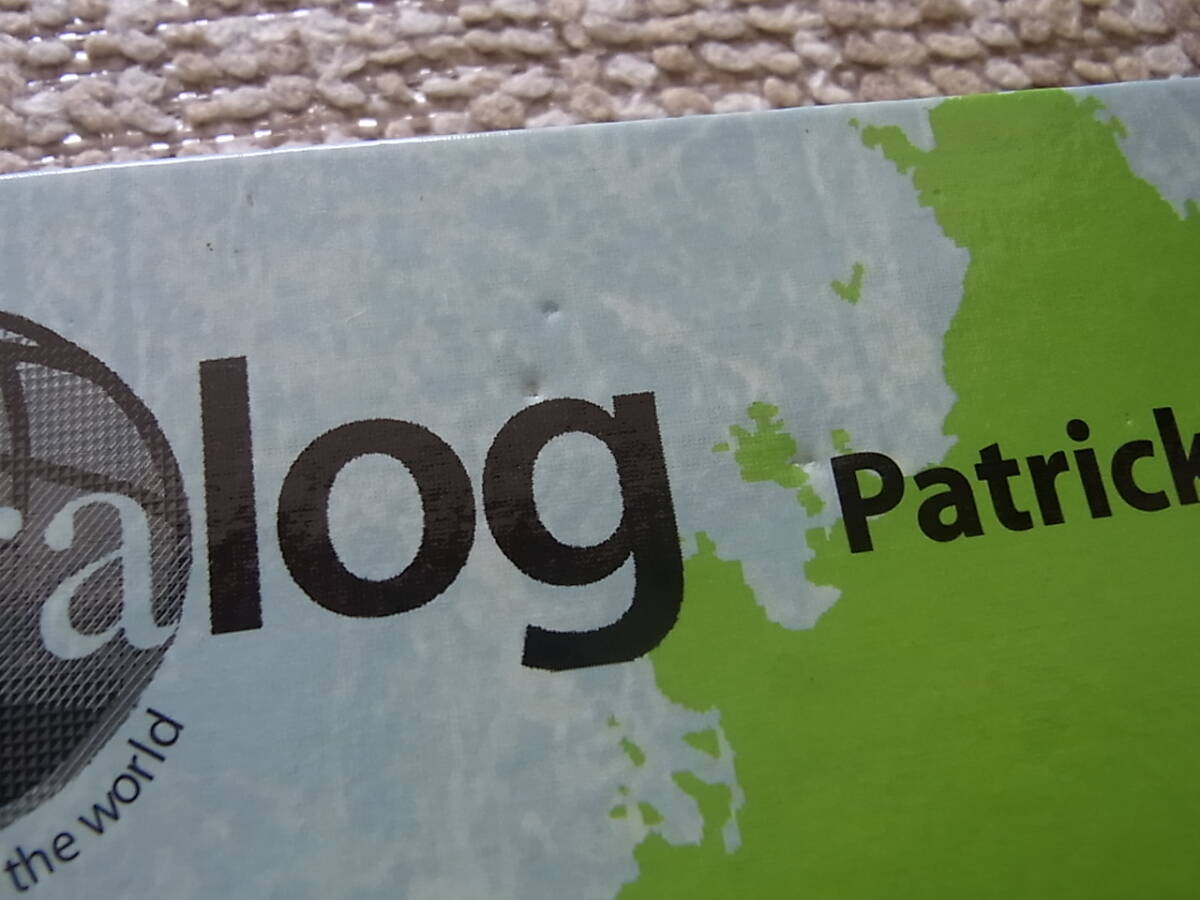 alog Patrick
the world